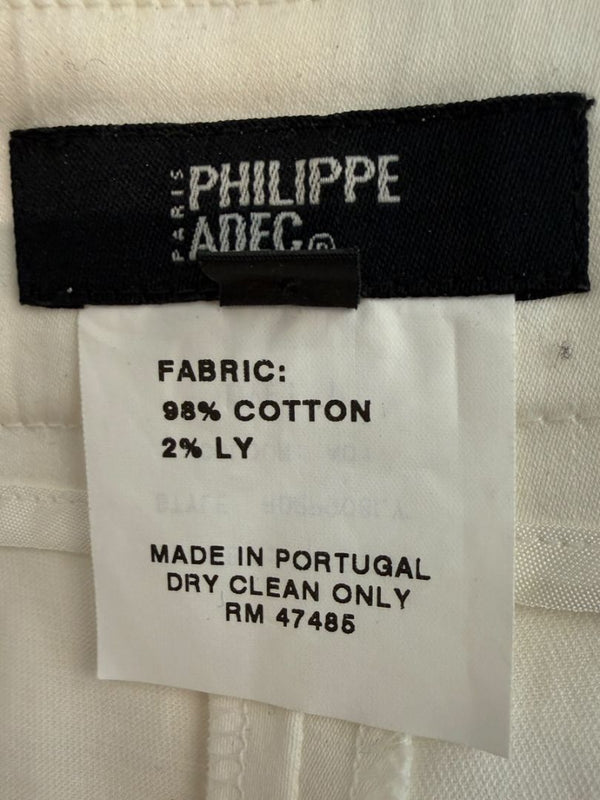 PARIS
PHILIPPE
ADEC®
FABRIC:
98% COTTON
2% LY
MADE IN PORTUGAL
DRY CLEAN ONLY
RM 47485